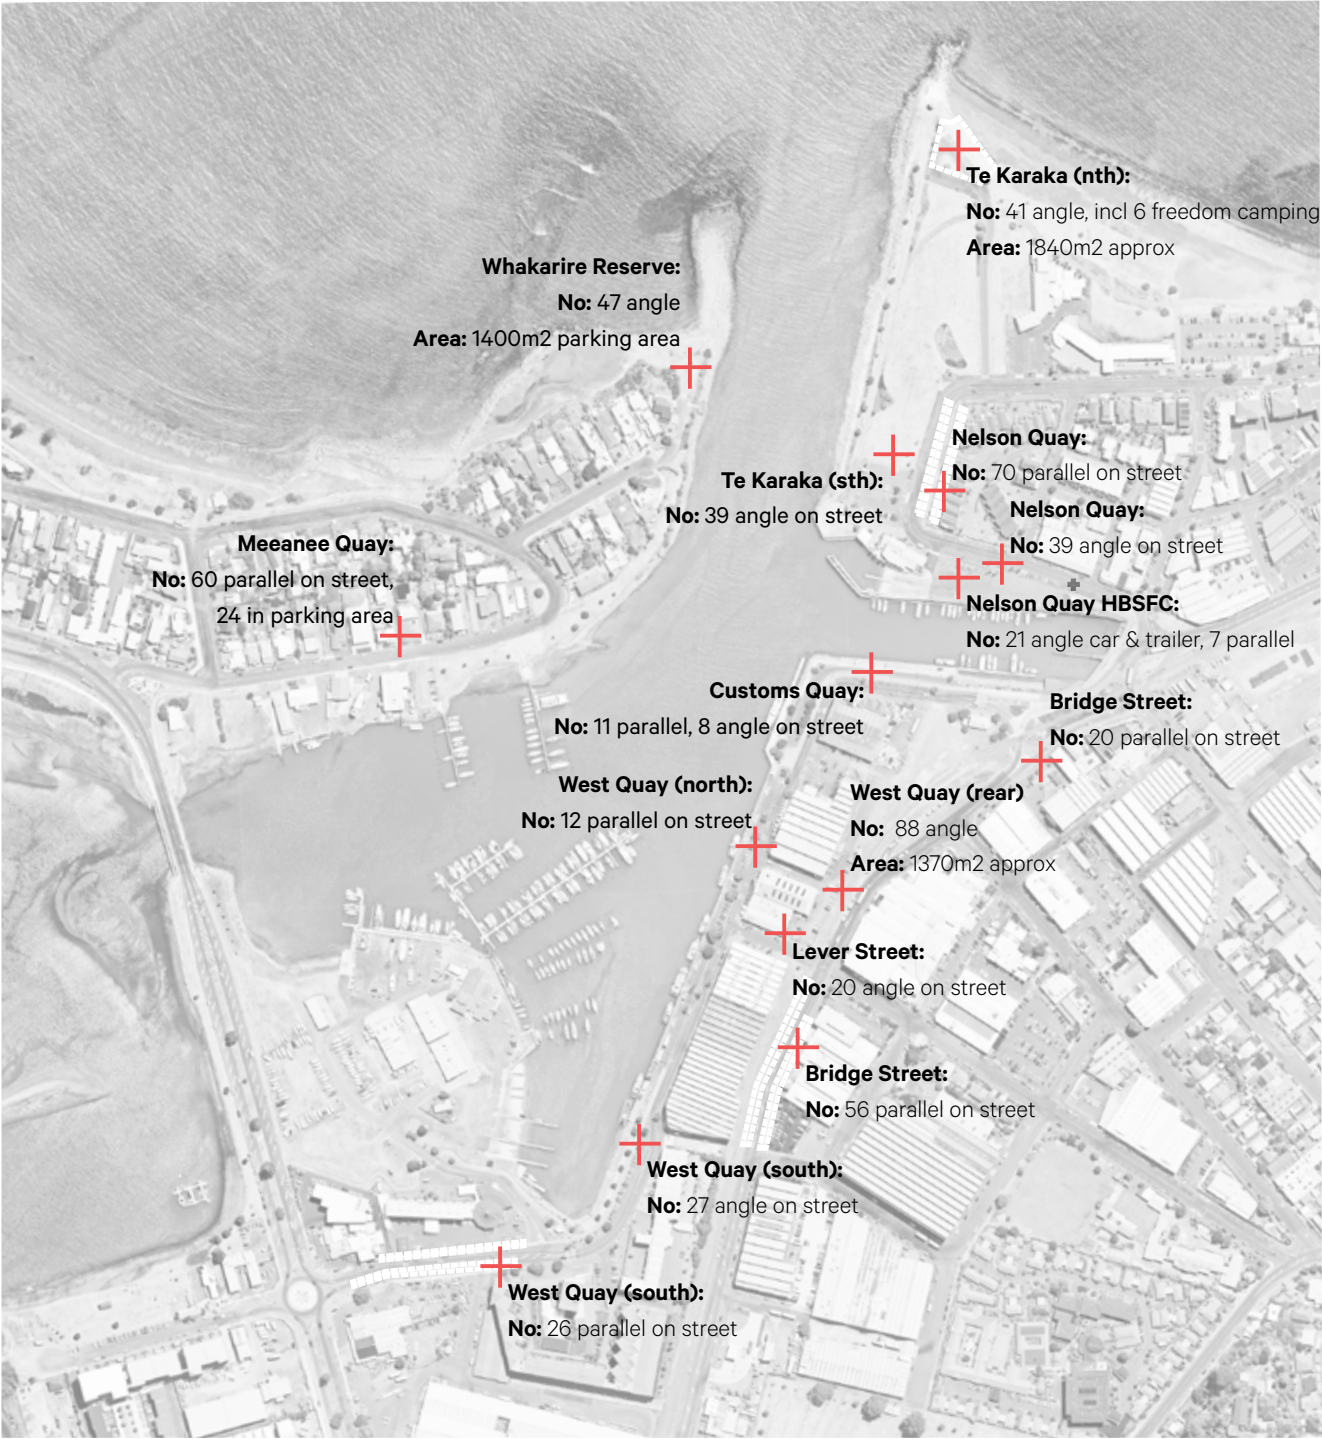 Te Karaka (nth):
No: 41 angle, incl 6 freedom camping
Area: 1840m2 approx
Whakarire Reserve:
No: 47 angle
Area: 1400m2 parking area
Nelson Quay:
No: 70 parallel on street
Te Karaka (sth):
No: 39 angle on street
Nelson Quay:
No: 39 angle on street
Meeanee Quay:
No: 60 parallel on street,
24 in parking area
Nelson Quay HBSFC:
No: 21 angle car & trailer, 7 parallel
Customs Quay:
No: 11 parallel, 8 angle on street
Bridge Street:
No: 20 parallel on street
West Quay (north):
No: 12 parallel on street
West Quay (rear)
No: 88 angle
Area: 1370m2 approx
Lever Street:
No: 20 angle on street
Bridge Street:
No: 56 parallel on street
West Quay (south):
No: 27 angle on street
West Quay (south):
No: 26 parallel on street